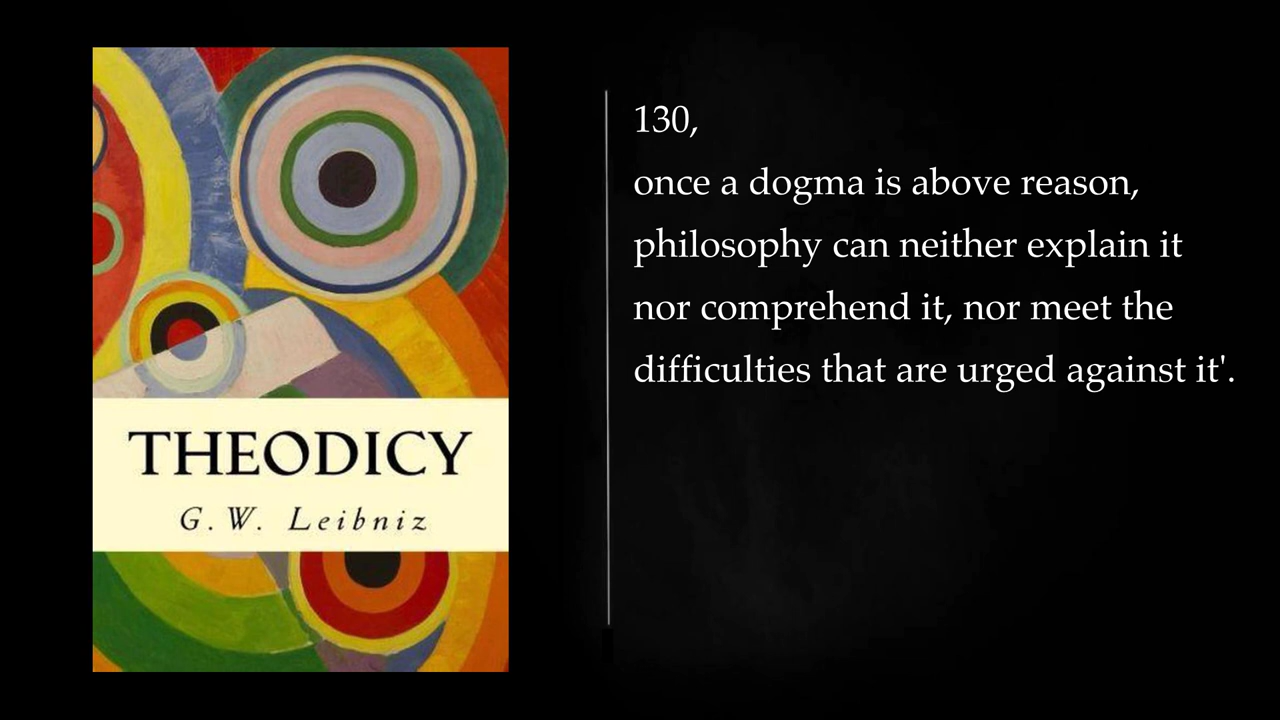 THEODICY
G. W. Leibniz
130,
once a dogma is above reason,
philosophy can neither explain it
nor comprehend it, nor meet the
difficulties that are urged against it'.